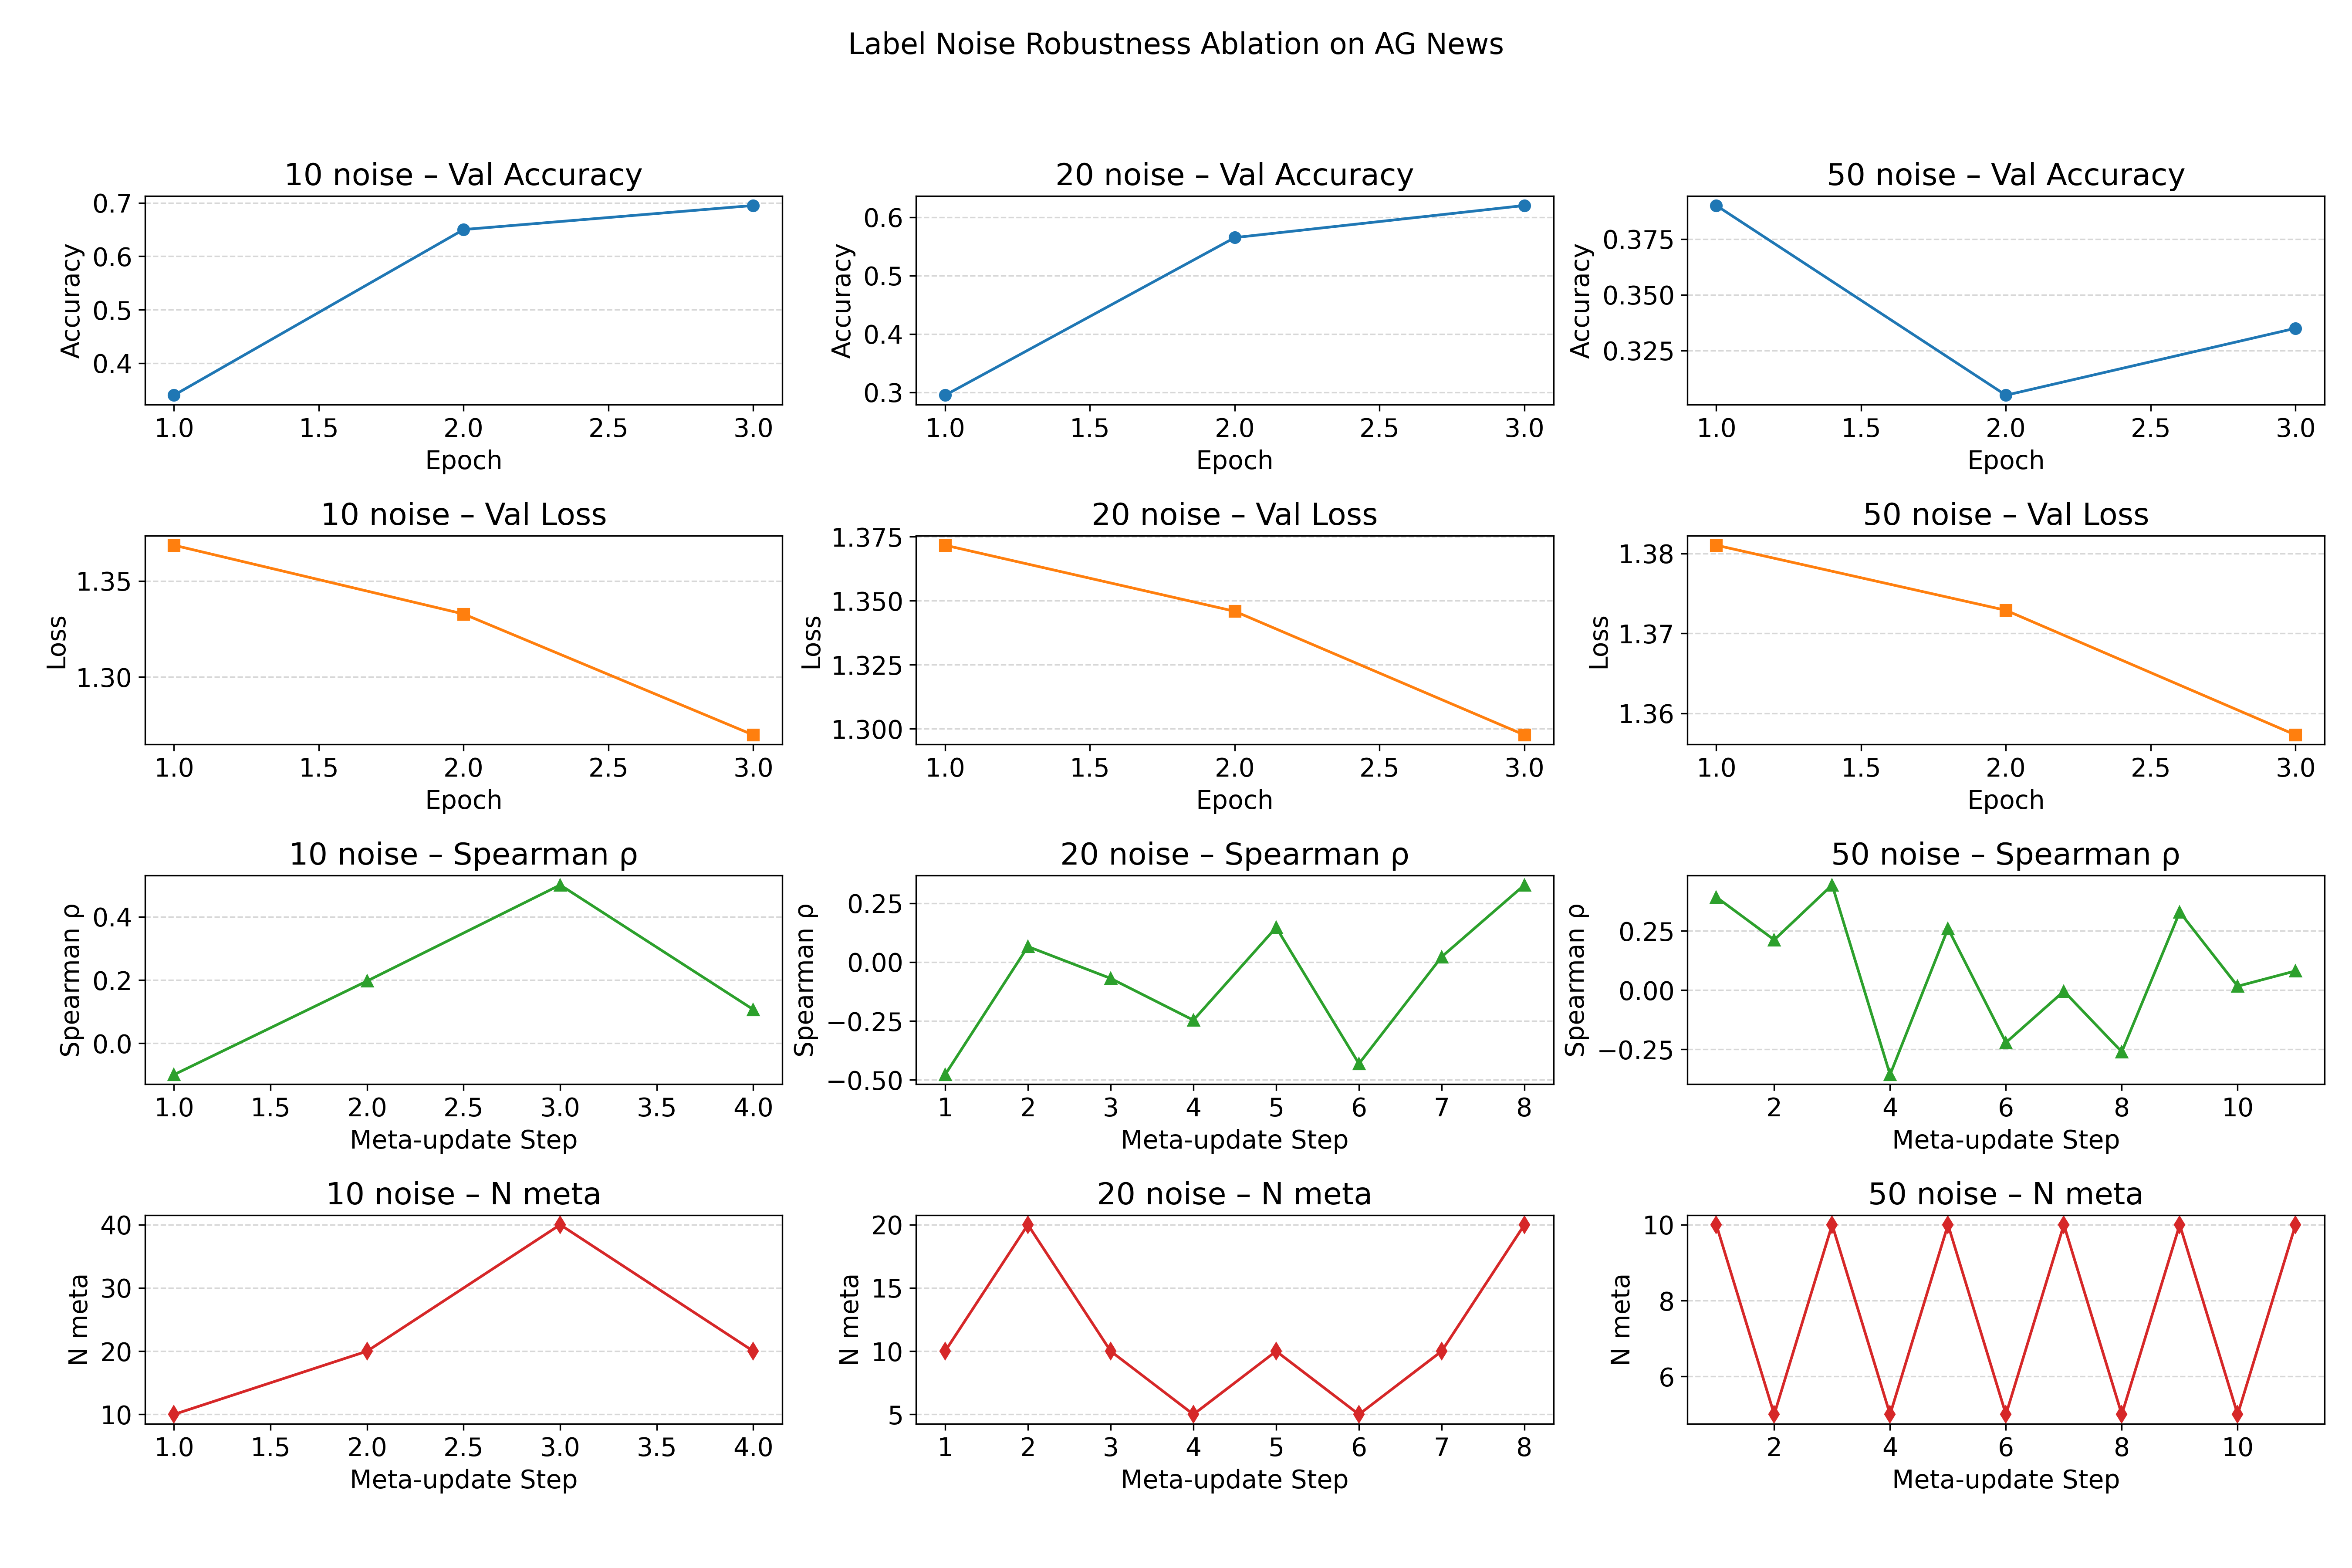 Label Noise Robustness Ablation on AG News
10 noise – Val Accuracy
Accuracy
0.7
0.6
0.5
0.4
1.0 1.5 2.0 2.5 3.0
Epoch
20 noise – Val Accuracy
Accuracy
0.6
0.5
0.4
0.3
1.0 1.5 2.0 2.5 3.0
Epoch
50 noise – Val Accuracy
Accuracy
0.375
0.350
0.325
1.0 1.5 2.0 2.5 3.0
Epoch
10 noise – Val Loss
Loss
1.35
1.30
1.0 1.5 2.0 2.5 3.0
Epoch
20 noise – Val Loss
Loss
1.375
1.350
1.325
1.300
1.0 1.5 2.0 2.5 3.0
Epoch
50 noise – Val Loss
Loss
1.38
1.37
1.36
1.0 1.5 2.0 2.5 3.0
Epoch
10 noise – Spearman ρ
Spearman ρ
0.4
0.2
0.0
1.0 1.5 2.0 2.5 3.0 3.5 4.0
Meta-update Step
20 noise – Spearman ρ
Spearman ρ
0.25
0.00
−0.25
−0.50
1 2 3 4 5 6 7 8
Meta-update Step
50 noise – Spearman ρ
Spearman ρ
0.25
0.00
−0.25
2 4 6 8 10
Meta-update Step
10 noise – N meta
N meta
40
30
20
10
1.0 1.5 2.0 2.5 3.0 3.5 4.0
Meta-update Step
20 noise – N meta
N meta
20
15
10
5
1 2 3 4 5 6 7 8
Meta-update Step
50 noise – N meta
N meta
10
8
6
2 4 6 8 10
Meta-update Step